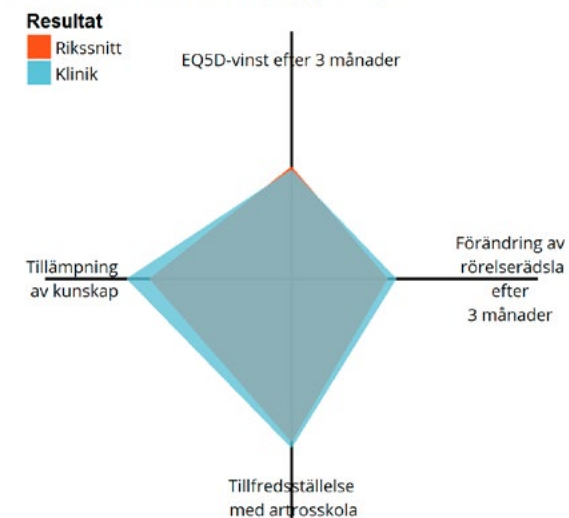 Resultat
Rikssnitt
Klinik
EQ5D-vinst efter 3 månader
Förändring av
rörelserädsla
efter
3 månader
Tillämpning
av kunskap
Tillfredsställelse
med artrosskola